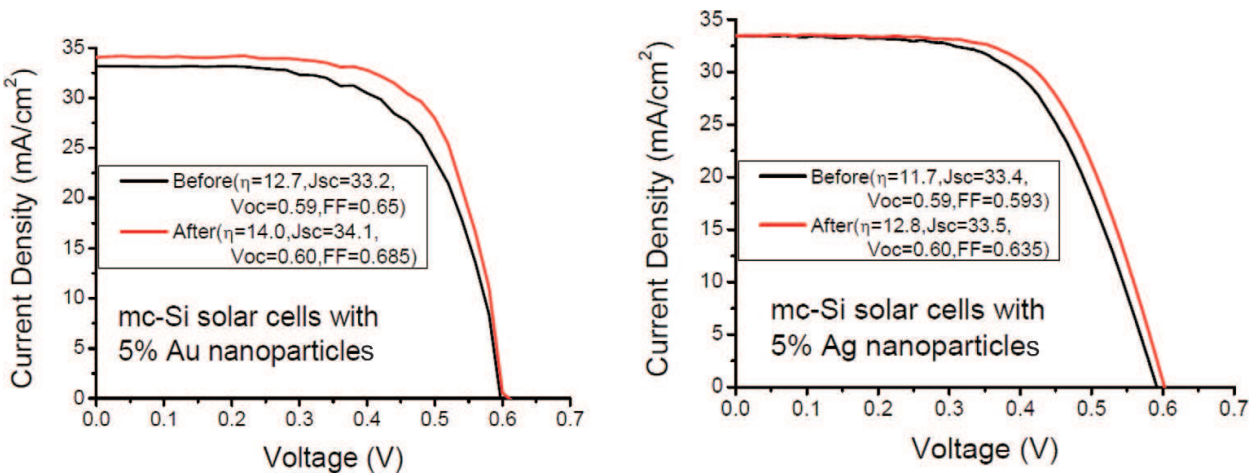 35
30
25
20
15
10
5
0
Current Density (mA/cm²)
Before(η=12.7,Jsc=33.2,
Voc=0.59,FF=0.65)
After(η=14.0,Jsc=34.1,
Voc=0.60,FF=0.685)
mc-Si solar cells with
5% Au nanoparticles
0.0 0.1 0.2 0.3 0.4 0.5 0.6 0.7
Voltage (V)
35
30
25
20
15
10
5
0
Current Density (mA/cm²)
Before(η=11.7,Jsc=33.4,
Voc=0.59,FF=0.593)
After(η=12.8,Jsc=33.5,
Voc=0.60,FF=0.635)
mc-Si solar cells with
5% Ag nanoparticles
0.0 0.1 0.2 0.3 0.4 0.5 0.6 0.7
Voltage (V)